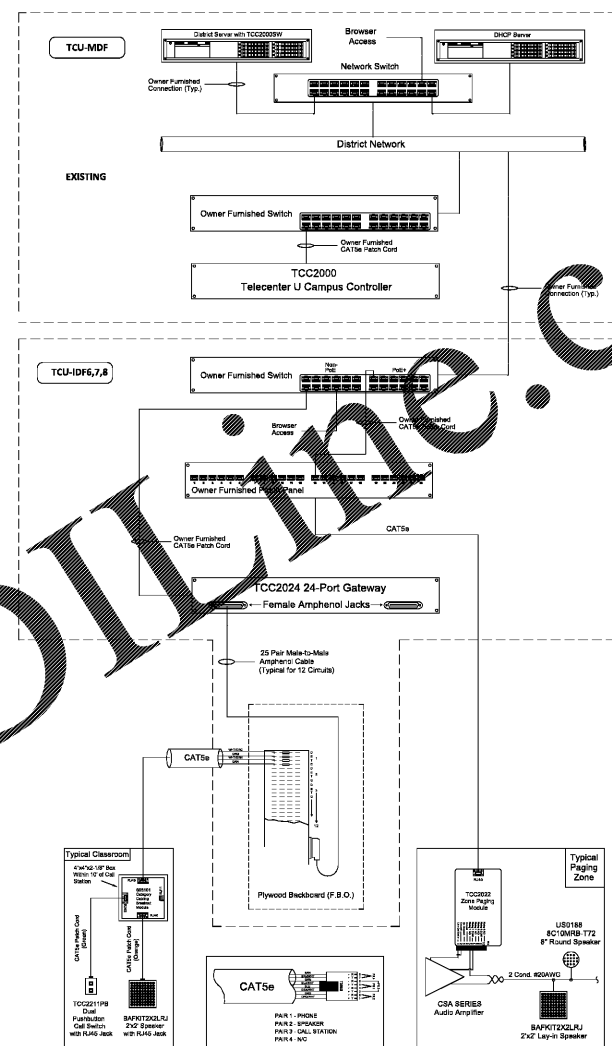 TCU-MDF
District Server with TCC2000SW
Browser
Access
DHCP Server
Network Switch
Owner Furnished
Connection (Typ.)
District Network
EXISTING
Owner Furnished Switch
Owner Furnished
CAT5e Patch Cord
TCC2000
Telecenter U Campus Controller
Owner Furnished
Connection (Typ.)
TCU-IDF6,7,8
Owner Furnished Switch
Non-
PoE
PoE+
Browser
Access
Owner Furnished
CAT5e Patch Cord
Owner Furnished Patch Panel
CAT5e
Owner Furnished
CAT5e Patch Cord
TCC2024 24-Port Gateway
Female Amphenol Jacks
25 Pair Male-to-Male
Amphenol Cable
(Typical for 12 Circuits)
CAT5e
Plywood Backboard (F.B.O.)
Typical Classroom
4"x4"x2-1/8" Box
Within 10' of Call
Station
Category
Cabling
Breakout
Module
CAT5e Patch Cord
(Green)
CAT5e Patch Cord
(Orange)
TCC2211PB
Dual
Pushbutton
Call Switch
with RJ45 Jack
BAFKIT2X2LRJ
2'x2' Speaker
with RJ45 Jack
CAT5e
PAIR 1 - PHONE
PAIR 2 - SPEAKER
PAIR 3 - CALL STATION
PAIR 4 - N/C
Typical
Paging
Zone
TCC2022
Zone Paging
Module
US0188
8C10MRB-T72
8" Round Speaker
2 Cond. #20AWG
CSA SERIES
Audio Amplifier
BAFKIT2X2LRJ
2'x2' Lay-in Speaker